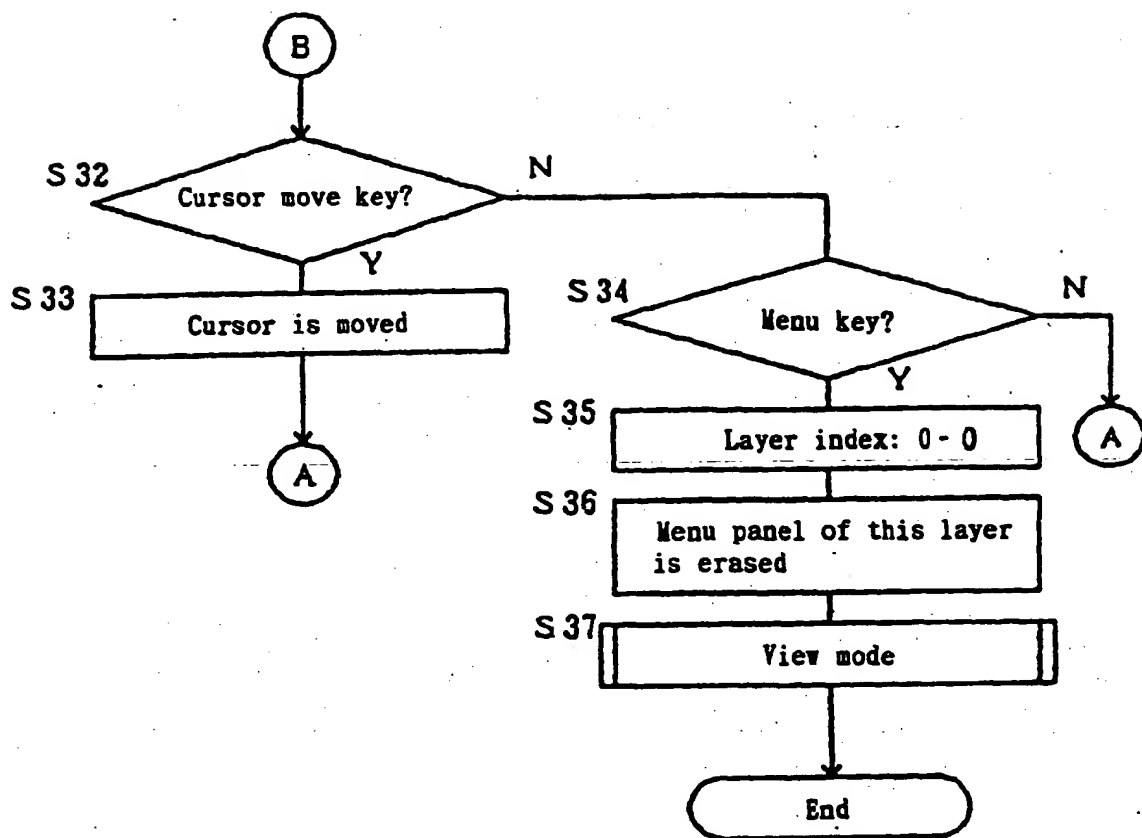 B
S 32
Cursor move key?
N
Y
S 33
Cursor is moved
A
S 34
Menu key?
N
Y
A
S 35
Layer index: 0 - 0
S 36
Menu panel of this layer
is erased
S 37
View mode
End